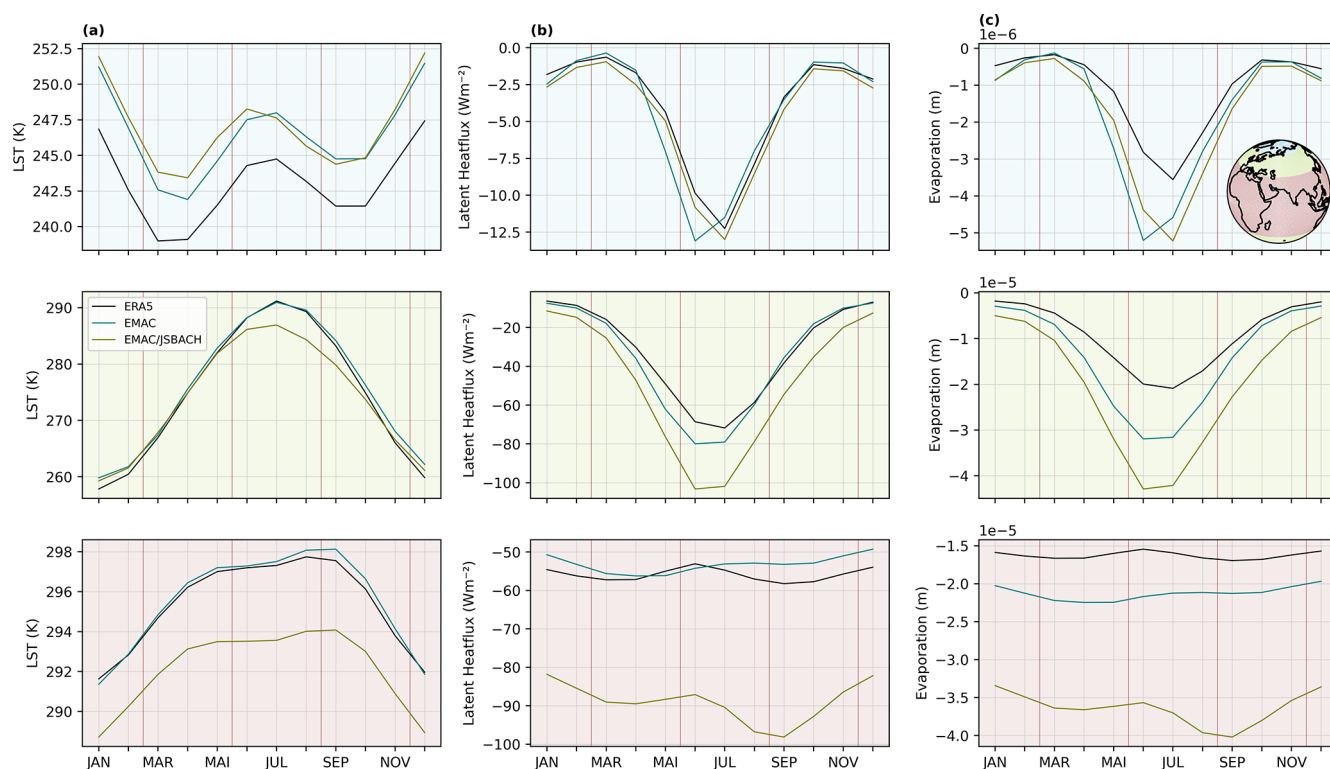 (a)
(b)
(c)
1e−6
252.5
250.0
247.5
245.0
242.5
240.0
LST (K)
0.0
−2.5
−5.0
−7.5
−10.0
−12.5
Latent Heatflux (Wm⁻²)
0
−1
−2
−3
−4
−5
Evaporation (m)
290
280
270
260
LST (K)
ERA5
EMAC
EMAC/JSBACH
−20
−40
−60
−80
−100
Latent Heatflux (Wm⁻²)
1e−5
0
−1
−2
−3
−4
Evaporation (m)
298
296
294
292
290
LST (K)
JAN MAR MAI JUL SEP NOV
−50
−60
−70
−80
−90
−100
Latent Heatflux (Wm⁻²)
JAN MAR MAI JUL SEP NOV
1e−5
−1.5
−2.0
−2.5
−3.0
−3.5
−4.0
Evaporation (m)
JAN MAR MAI JUL SEP NOV